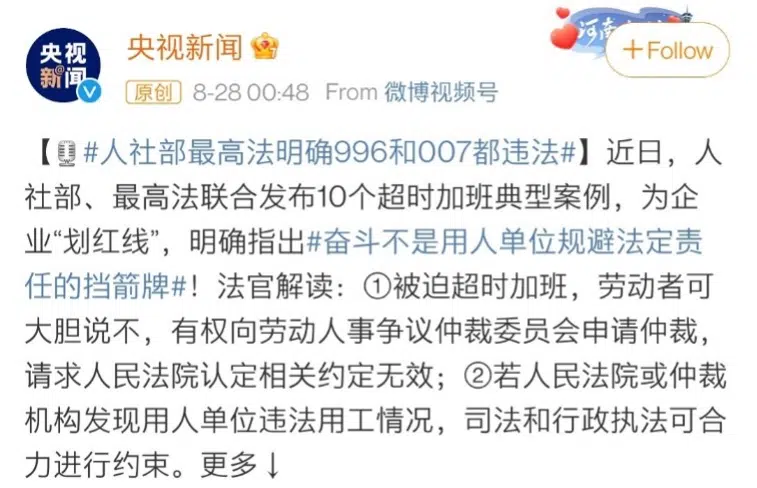 央视新闻
央视
新闻
+Follow
原创 8-28 00:48 From 微博视频号
【#人社部最高法明确996和007都违法#】近日，人
社部、最高法联合发布10个超时加班典型案例，为企
业“划红线”，明确指出#奋斗不是用人单位规避法定责
任的挡箭牌#！法官解读：①被迫超时加班，劳动者可
大胆说不，有权向劳动人事争议仲裁委员会申请仲裁，
请求人民法院认定相关约定无效；②若人民法院或仲裁
机构发现用人单位违法用工情况，司法和行政执法可合
力进行约束。更多↓